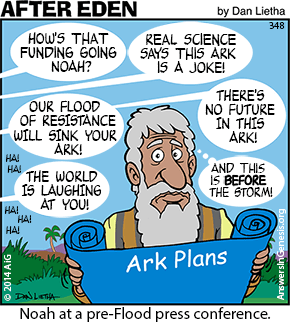 AFTER EDEN
by Dan Lietha
348
HOW'S THAT
FUNDING GOING
NOAH?
REAL SCIENCE
SAYS THIS ARK
IS A JOKE!
OUR FLOOD
OF RESISTANCE
WILL SINK YOUR
ARK!
THERE'S
NO FUTURE
IN THIS
ARK!
HA!
HA!
THE WORLD
IS LAUGHING
AT YOU!
AND THIS
IS BEFORE
THE STORM!
HA!
HA!
HA!
Ark Plans
DAN LIETHA
© 2014 AiG
AnswersinGenesis.org
Noah at a pre-Flood press conference.